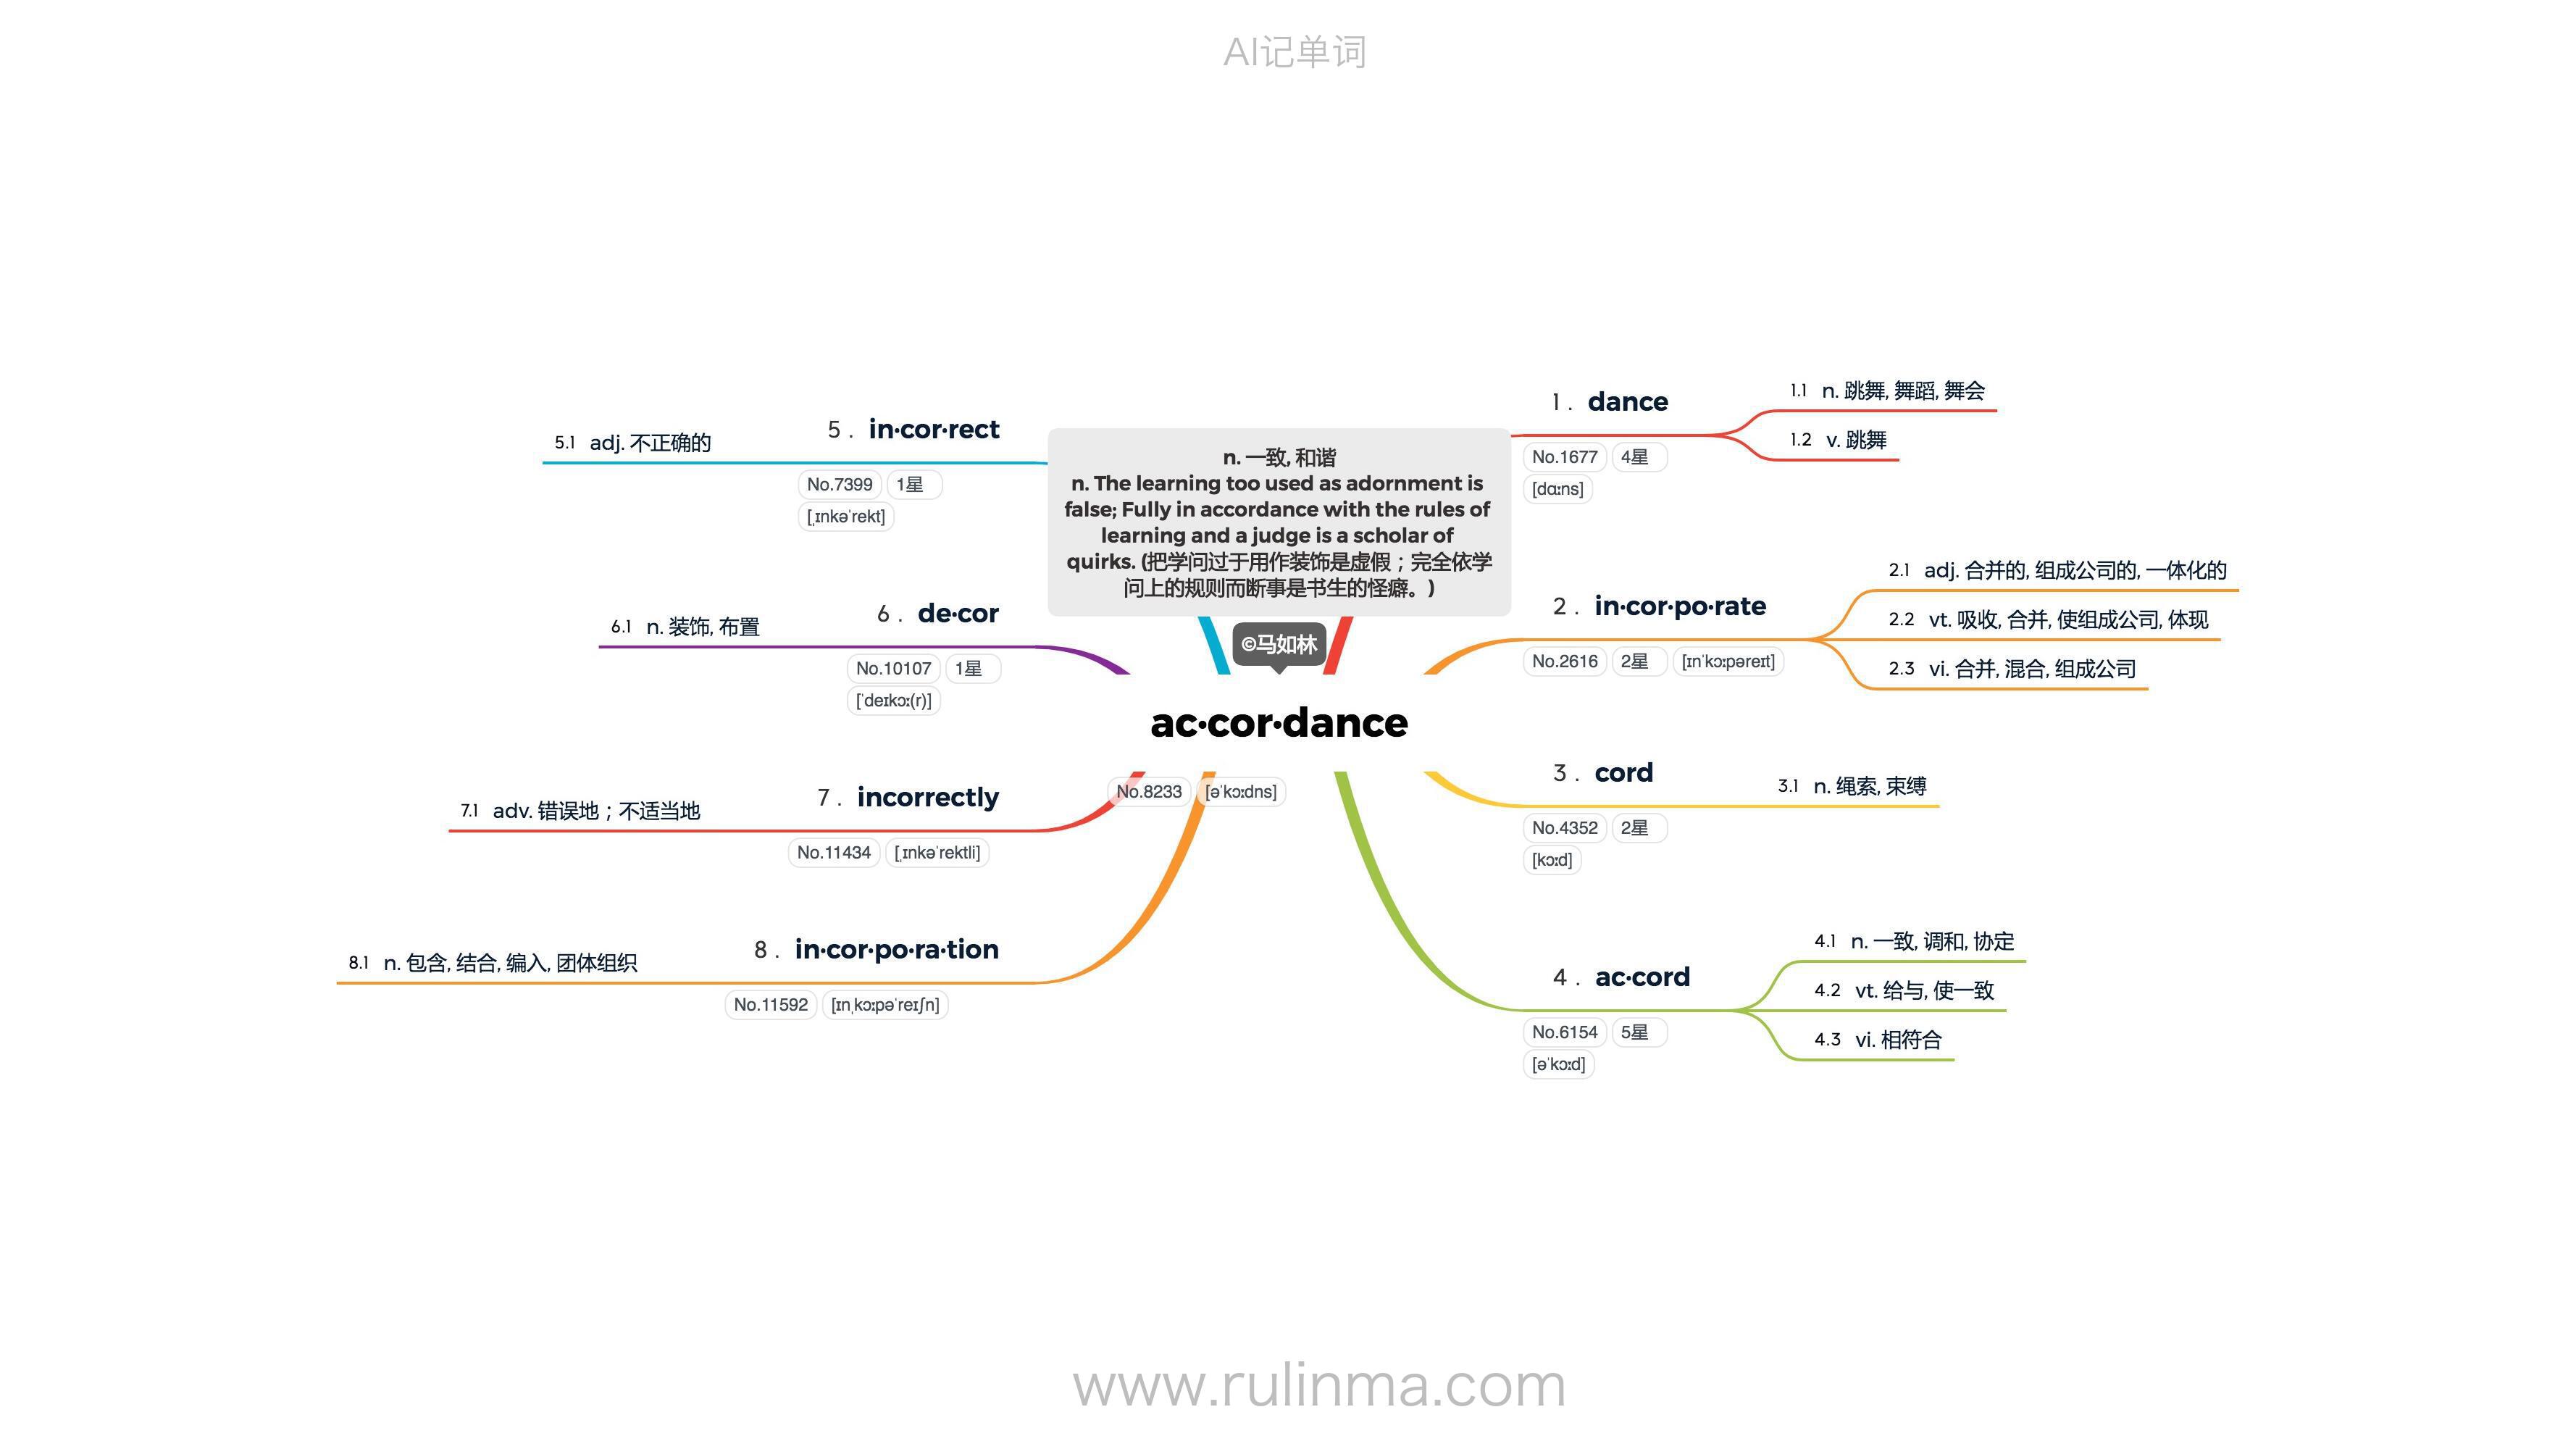 AI记单词
n. 一致, 和谐
n. The learning too used as adornment is
false; Fully in accordance with the rules of
learning and a judge is a scholar of
quirks. (把学问过于用作装饰是虚假；完全依学
问上的规则而断事是书生的怪癖。)
©马如林
ac·cor·dance
No.8233 [əˈkɔːdns]
1 . dance
No.1677 4星
[dɑːns]
1.1 n. 跳舞, 舞蹈, 舞会
1.2 v. 跳舞
2 . in·cor·po·rate
No.2616 2星 [ɪnˈkɔːpəreɪt]
2.1 adj. 合并的, 组成公司的, 一体化的
2.2 vt. 吸收, 合并, 使组成公司, 体现
2.3 vi. 合并, 混合, 组成公司
3 . cord
No.4352 2星
[kɔːd]
3.1 n. 绳索, 束缚
4 . ac·cord
No.6154 5星
[əˈkɔːd]
4.1 n. 一致, 调和, 协定
4.2 vt. 给与, 使一致
4.3 vi. 相符合
5 . in·cor·rect
No.7399 1星
[ˌɪnkəˈrekt]
5.1 adj. 不正确的
6 . de·cor
No.10107 1星
[ˈdeɪkɔː(r)]
6.1 n. 装饰, 布置
7 . incorrectly
No.11434 [ˌɪnkəˈrektli]
7.1 adv. 错误地；不适当地
8 . in·cor·po·ra·tion
No.11592 [ɪnˌkɔːpəˈreɪʃn]
8.1 n. 包含, 结合, 编入, 团体组织
www.rulinma.com